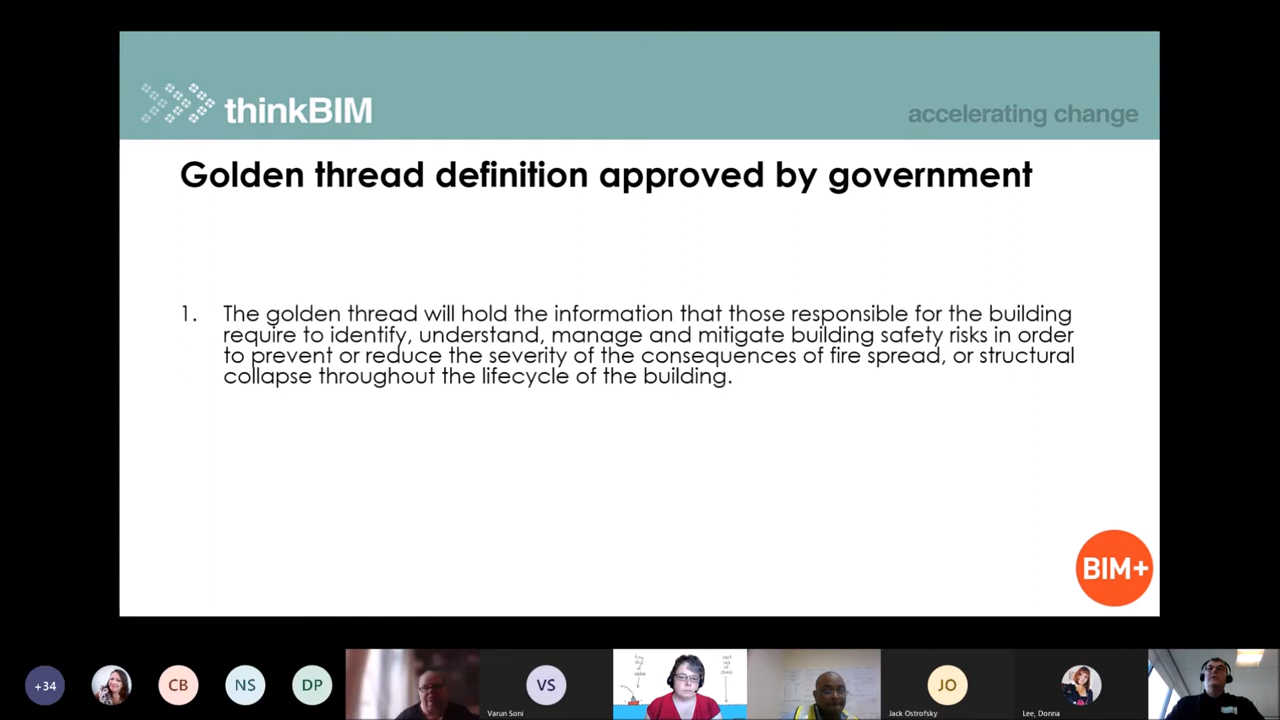 thinkBIM
accelerating change
Golden thread definition approved by government
1. The golden thread will hold the information that those responsible for the building
require to identify, understand, manage and mitigate building safety risks in order
to prevent or reduce the severity of the consequences of fire spread, or structural
collapse throughout the lifecycle of the building.
BIM+
+34
CB
NS
DP
VS
Varun Soni
JO
Jack Ostrofsky
Lee, Donna